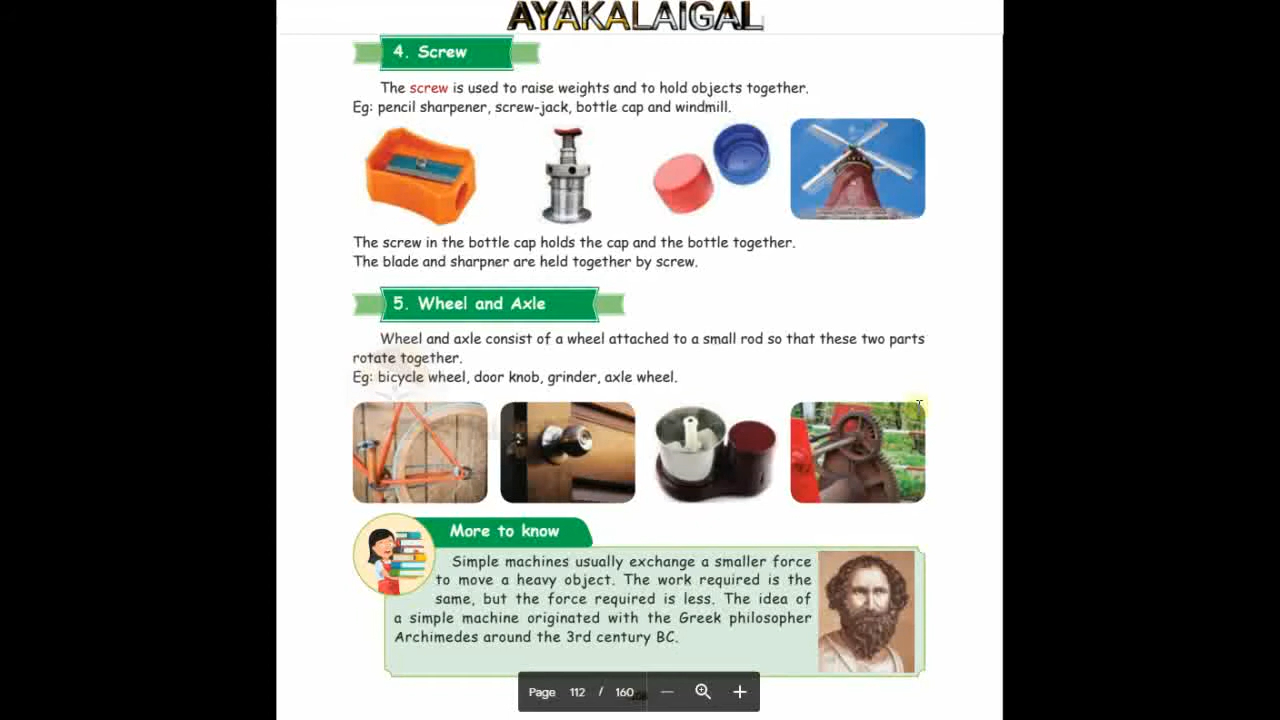 AYAKALAIGAL
4. Screw
The screw is used to raise weights and to hold objects together.
Eg: pencil sharpener, screw-jack, bottle cap and windmill.
The screw in the bottle cap holds the cap and the bottle together.
The blade and sharpner are held together by screw.
5. Wheel and Axle
Wheel and axle consist of a wheel attached to a small rod so that these two parts
rotate together.
Eg: bicycle wheel, door knob, grinder, axle wheel.
More to know
Simple machines usually exchange a smaller force
to move a heavy object. The work required is the
same, but the force required is less. The idea of
a simple machine originated with the Greek philosopher
Archimedes around the 3rd century BC.
Page 112 / 160